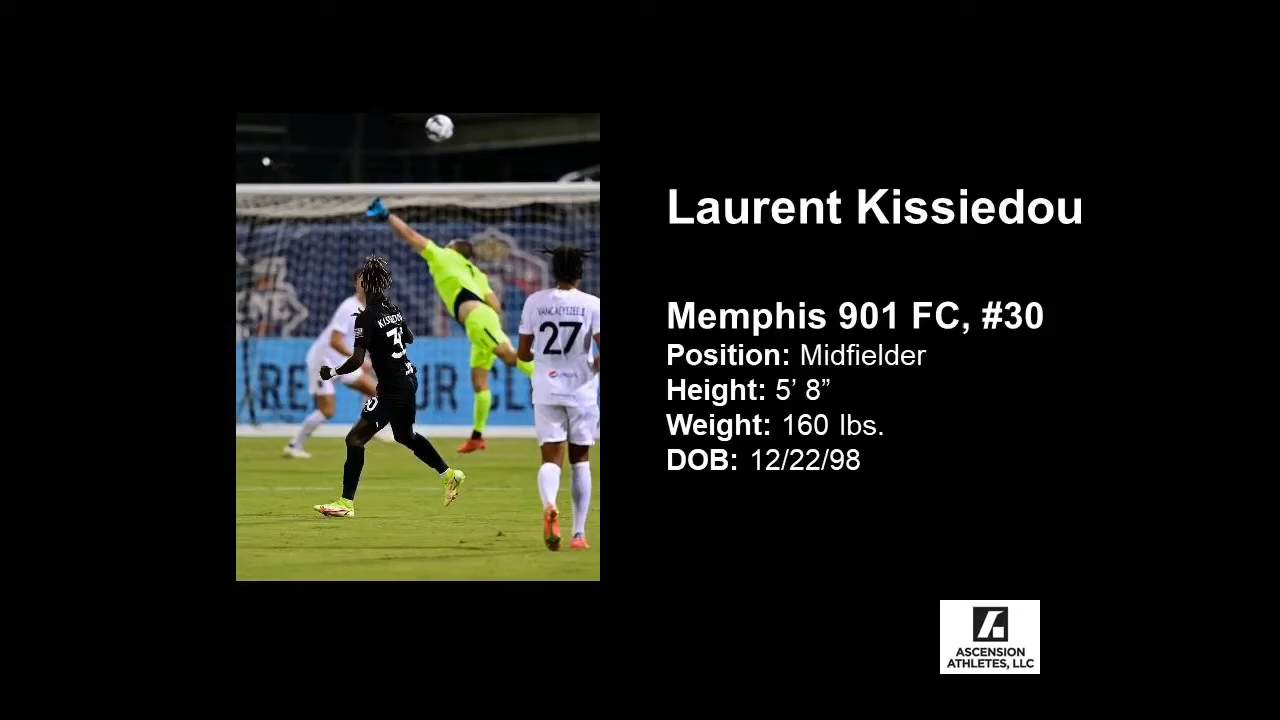 Laurent Kissiedou
Memphis 901 FC, #30
Position: Midfielder
Height: 5’ 8”
Weight: 160 lbs.
DOB: 12/22/98
27
ASCENSION
ATHLETES, LLC